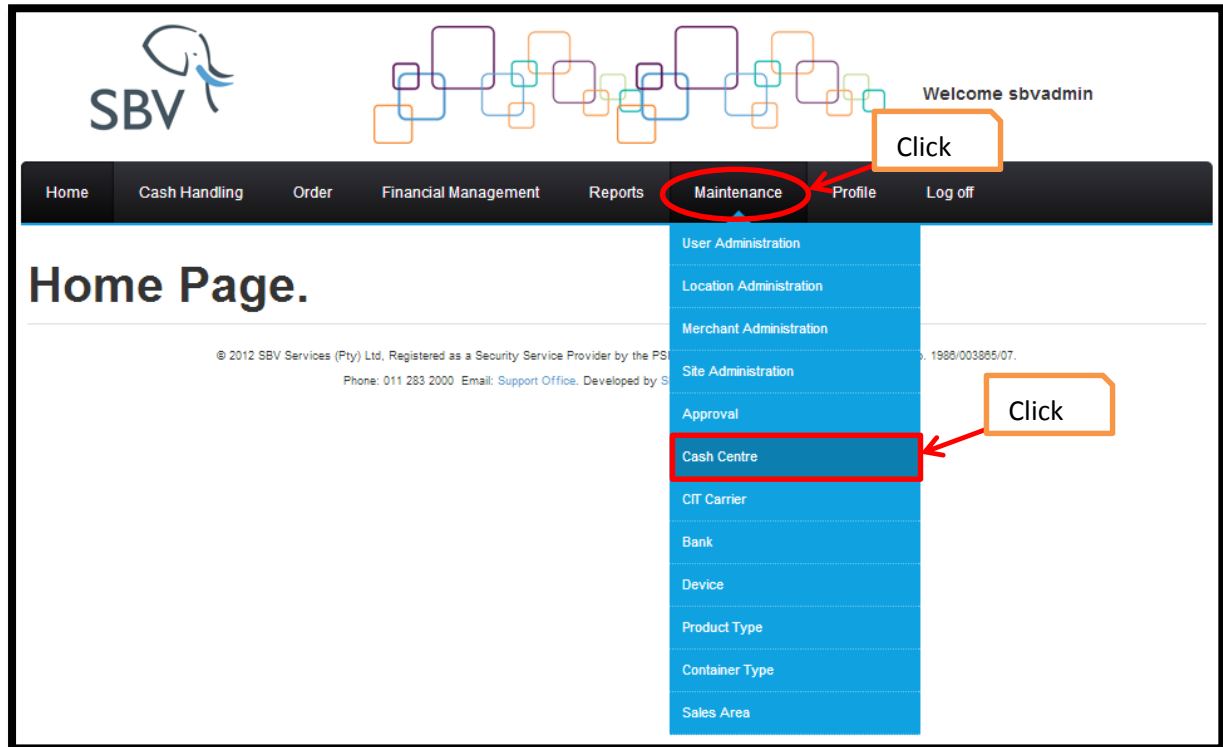 SBV
Welcome sbvadmin
Click
Home Cash Handling Order Financial Management Reports Maintenance Profile Log off
User Administration
Home Page.
Location Administration
Merchant Administration
© 2012 SBV Services (Pty) Ltd, Registered as a Security Service Provider by the PSI . 1986/003865/07.
Site Administration
Phone: 011 283 2000 Email: Support Office. Developed by S
Approval
Click
Cash Centre
CIT Carrier
Bank
Device
Product Type
Container Type
Sales Area